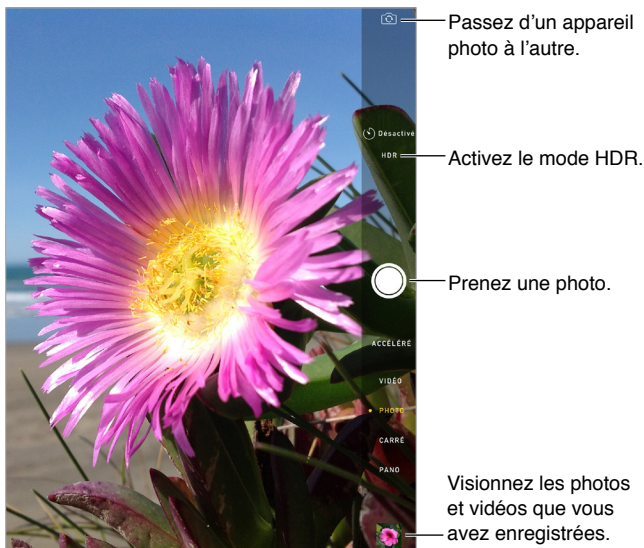 Passez d'un appareil
photo à l'autre.
Désactivé
HDR
Activez le mode HDR.
Prenez une photo.
ACCÉLÉRÉ
VIDÉO
PHOTO
CARRÉ
PANO
Visionnez les photos
et vidéos que vous
avez enregistrées.